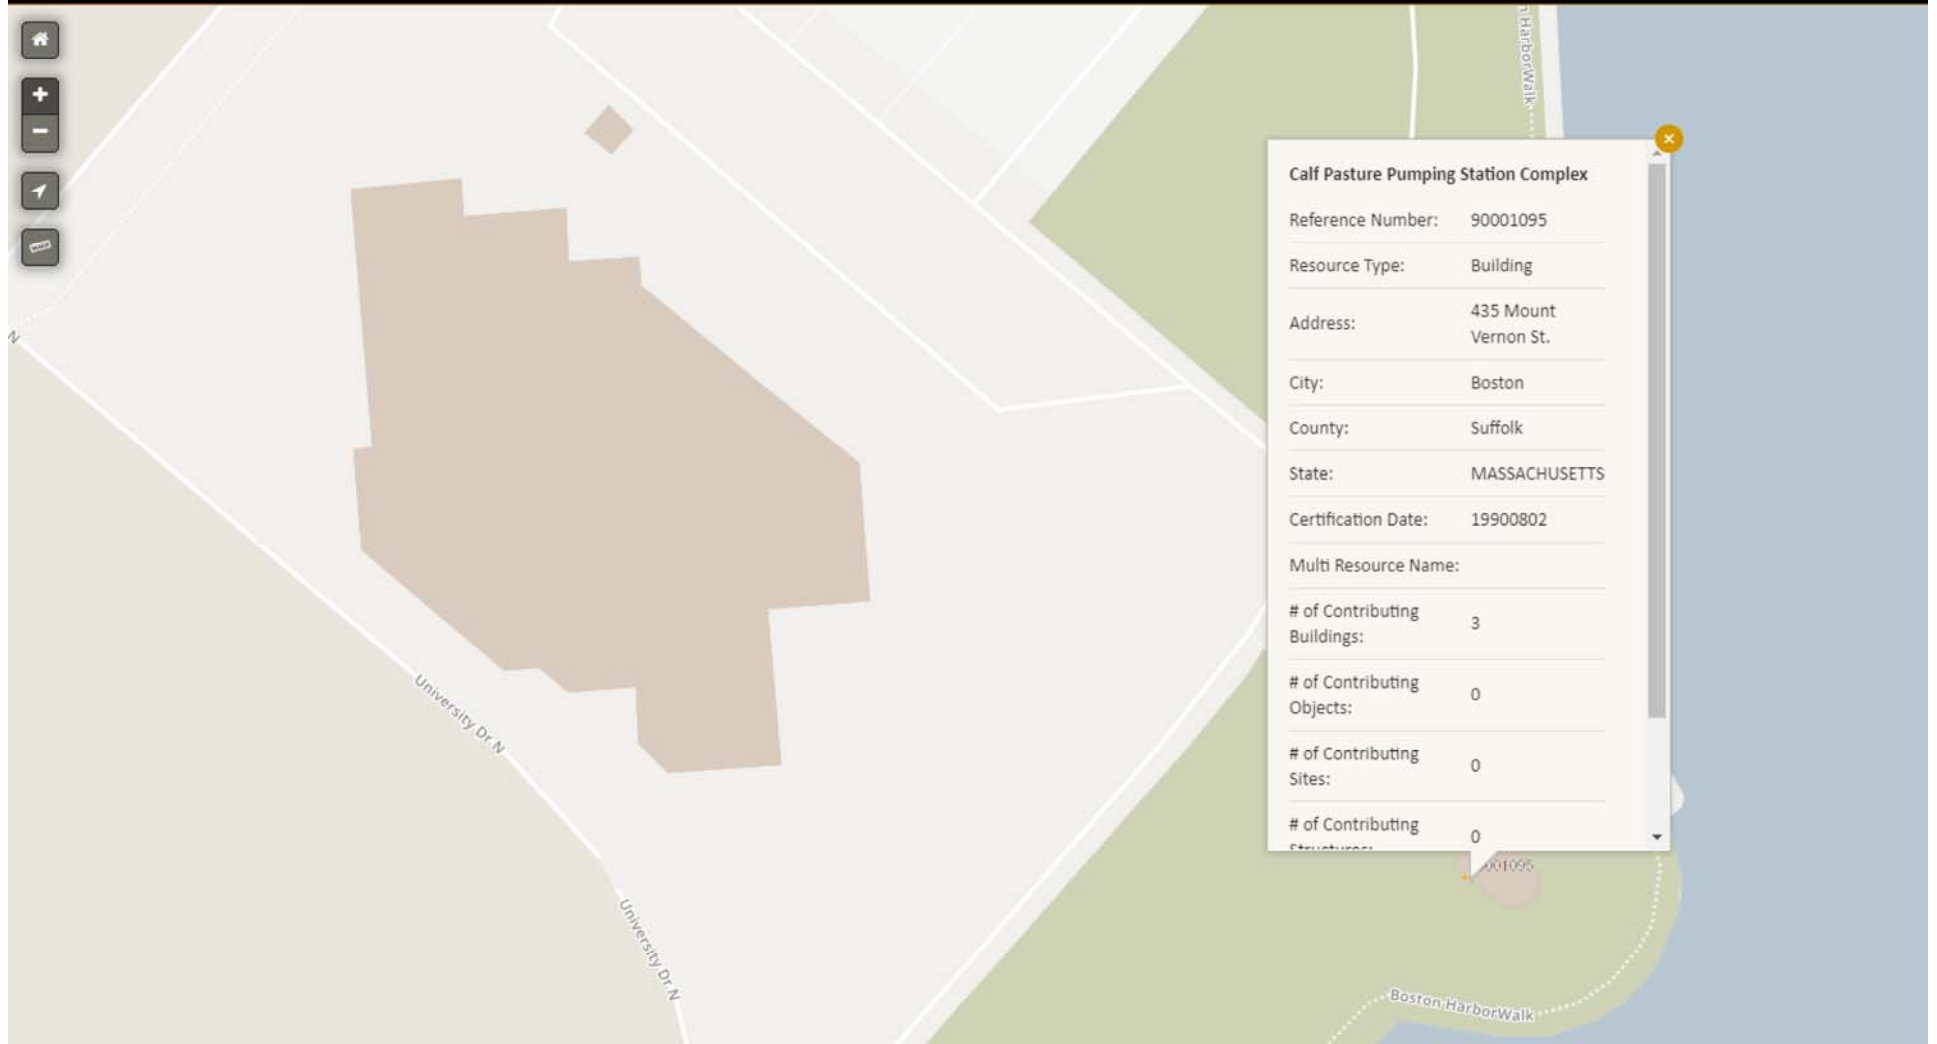 n HarborWalk
Calf Pasture Pumping Station Complex
Reference Number: 90001095
Resource Type: Building
Address: 435 Mount
Vernon St.
City: Boston
County: Suffolk
State: MASSACHUSETTS
Certification Date: 19900802
Multi Resource Name:
# of Contributing
Buildings: 3
# of Contributing
Objects: 0
# of Contributing
Sites: 0
# of Contributing
Structures: 0
001095
N
University Dr N
University Dr N
Boston HarborWalk